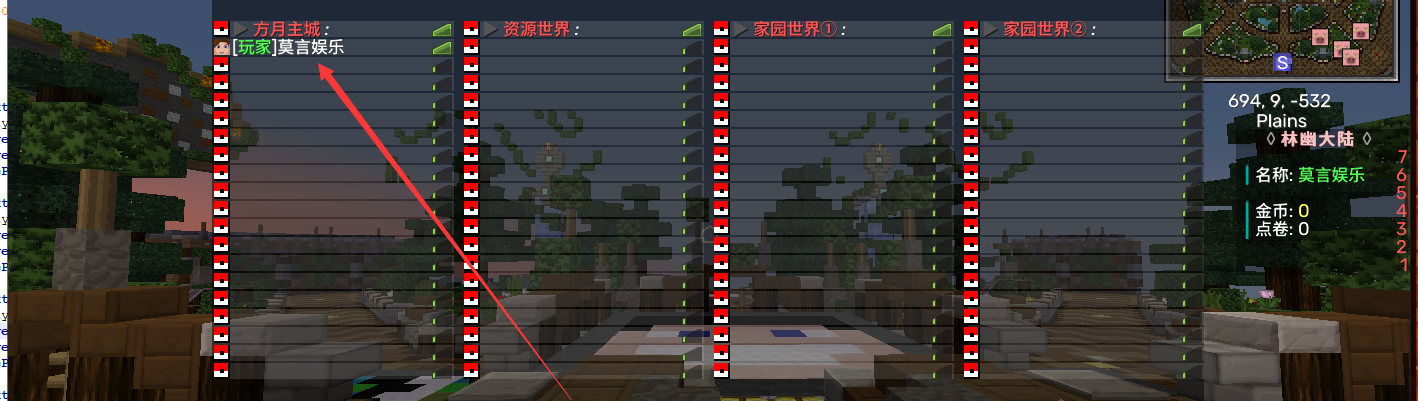 方月主城 :
资源世界 :
家园世界① :
家园世界② :
[玩家]莫言娱乐
S
694, 9, -532
Plains
◊ 林幽大陆 ◊
7
名称: 莫言娱乐
6
5
金币: 0
4
点卷: 0
3
2
1